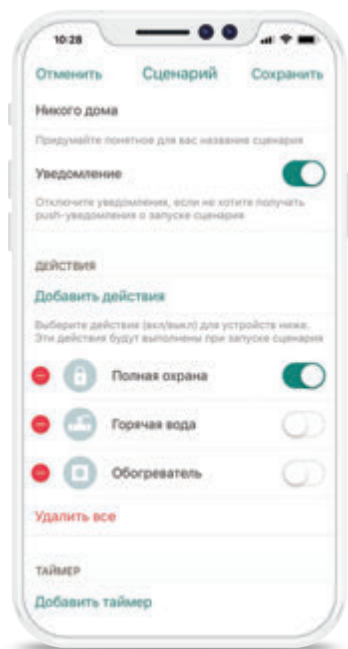 10:28
Отменить Сценарий Сохранить
Никого дома
Придумайте понятное для вас название сценария
Уведомление
Отключите уведомления, если не хотите получать
push-уведомления о запуске сценария
ДЕЙСТВИЯ
Добавить действия
Выберите действия (вкл/выкл) для устройств ниже.
Эти действия будут выполнены при запуске сценария
Полная охрана
Горячая вода
Обогреватель
Удалить все
ТАЙМЕР
Добавить таймер